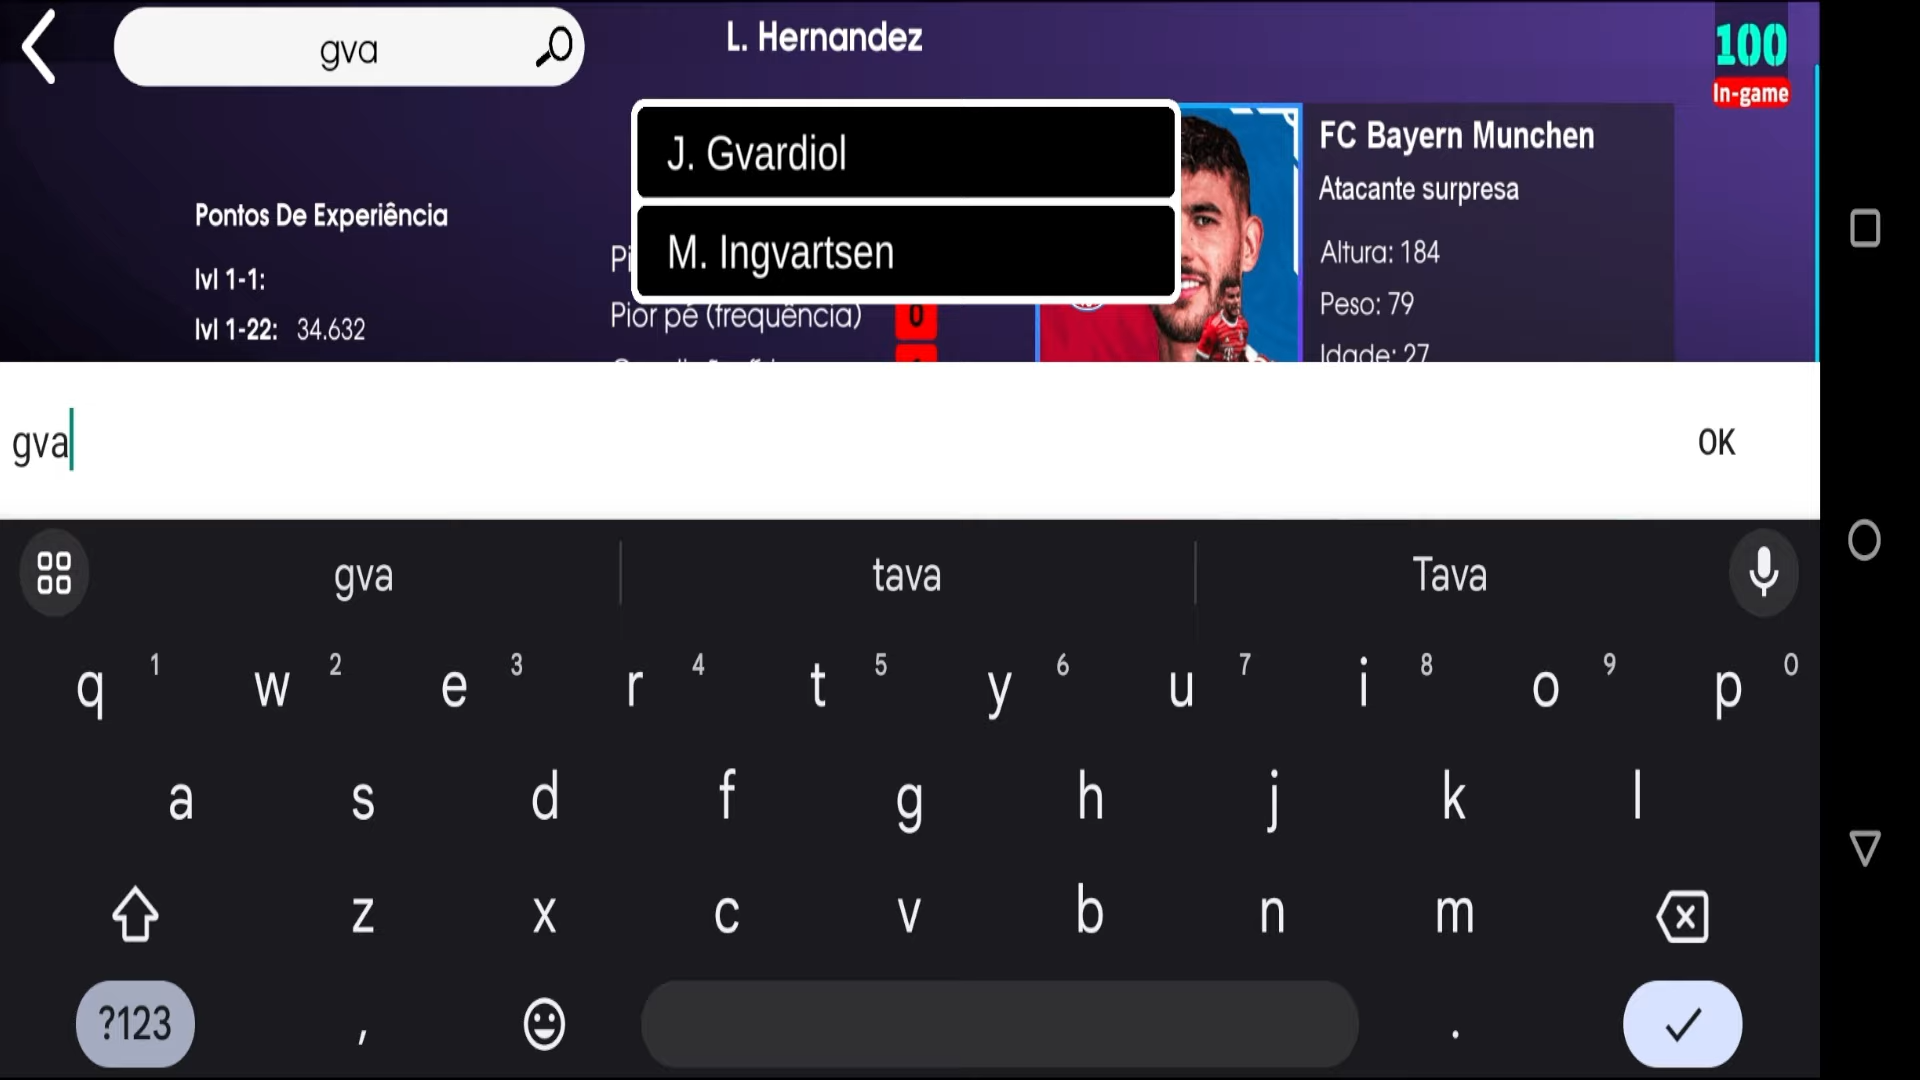 gva
L. Hernandez
100
In-game
J. Gvardiol
M. Ingvartsen
FC Bayern Munchen
Atacante surpresa
Altura: 184
Peso: 79
Idade: 27
Pontos De Experiência
lvl 1-1:
lvl 1-22: 34.632
Pi
Pior pé (frequência) 0
gva
OK
gva tava Tava
q 1 w 2 e 3 r 4 t 5 y 6 u 7 i 8 o 9 p 0
a s d f g h j k l
z x c v b n m
?123 , .